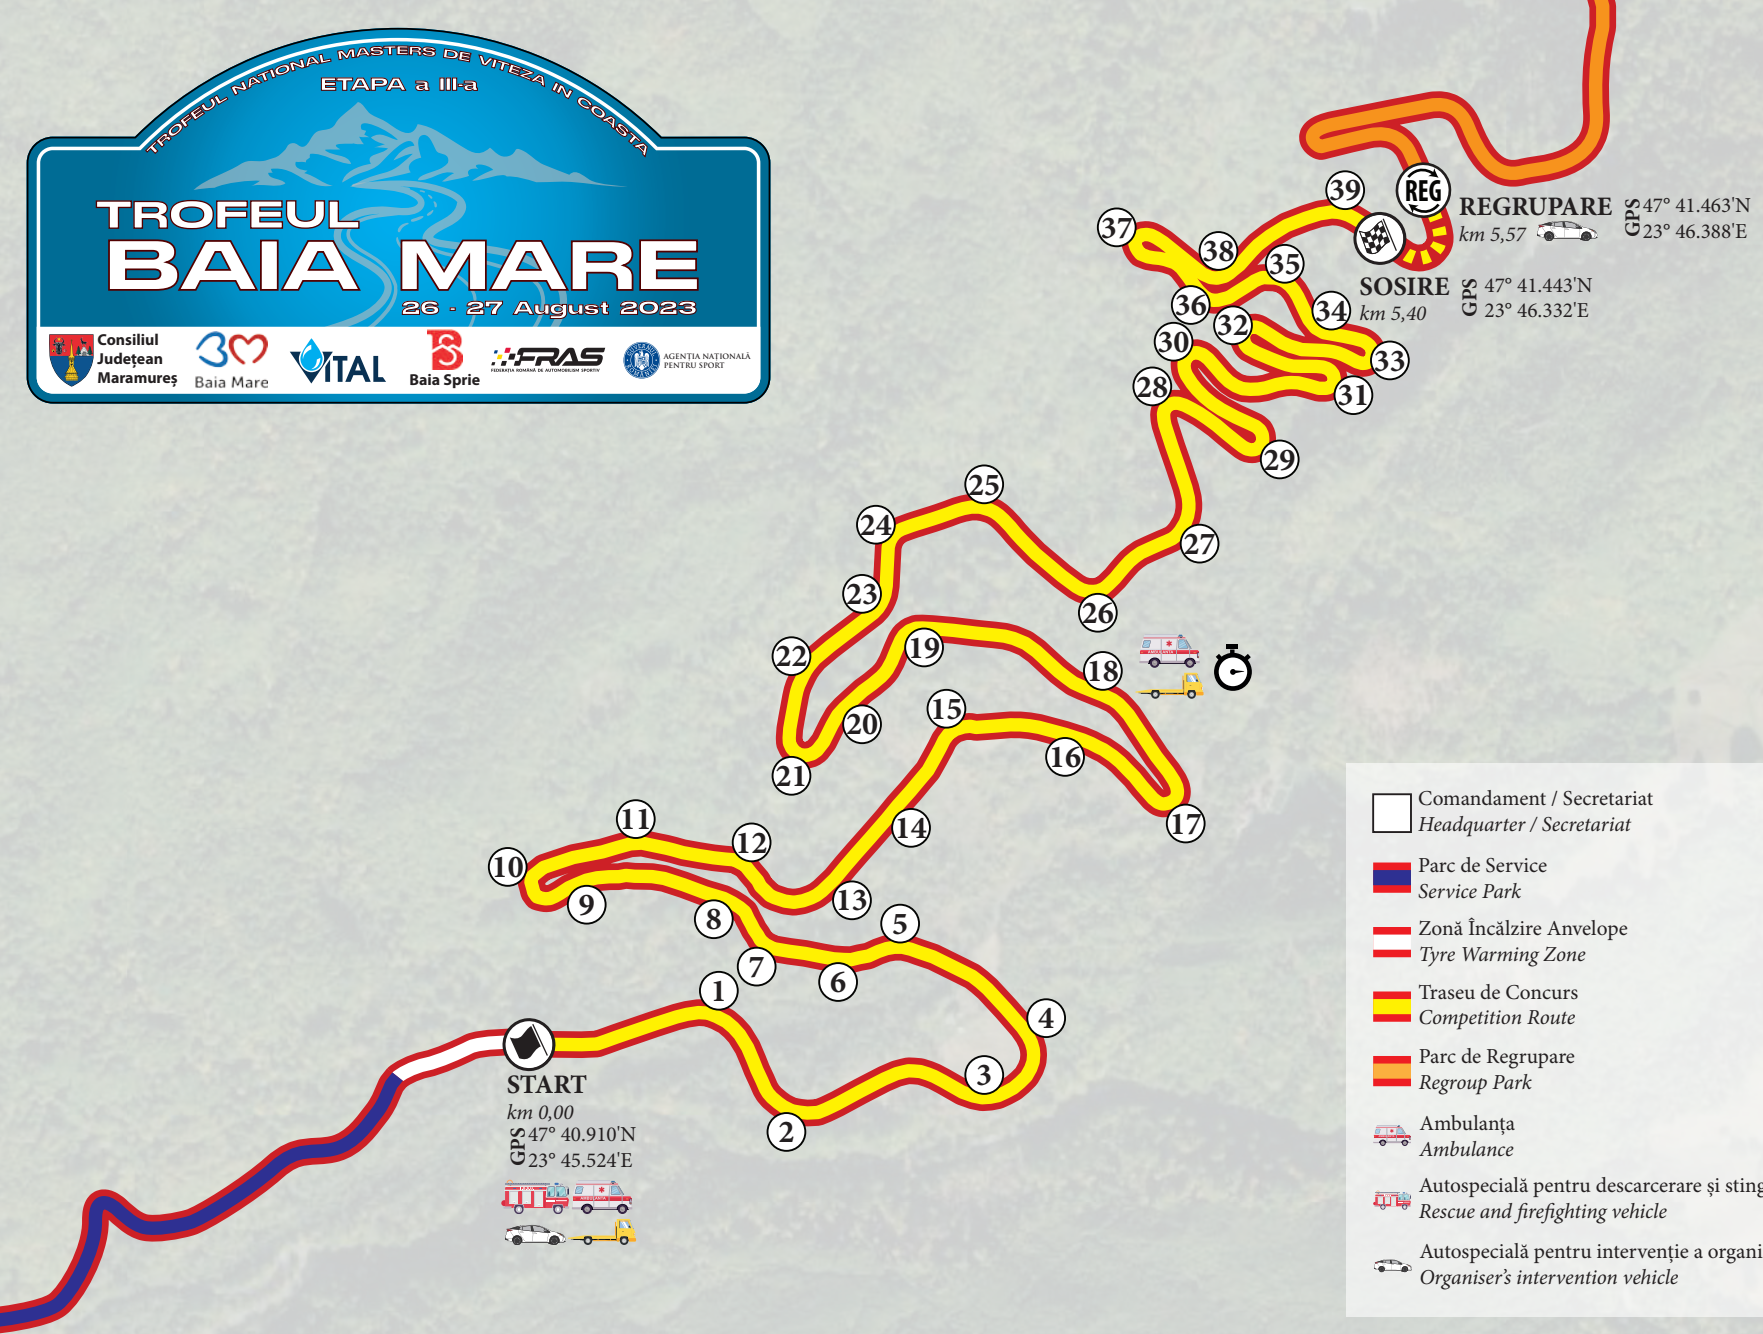 TROFEUL NATIONAL MASTERS DE VITEZA IN COASTA
ETAPA a III-a
TROFEUL
BAIA MARE
26 - 27 August 2023
Consiliul
Județean
Maramureș
Baia Mare
VITAL
Baia Sprie
FRAS
FEDERAȚIA ROMÂNĂ DE AUTOMOBILISM SPORTIV
AGENȚIA NAȚIONALĂ
PENTRU SPORT
39
REG
REGRUPARE
km 5,57
GPS
47° 41.463'N
23° 46.388'E
37
38
35
SOSIRE
km 5,40
GPS
47° 41.443'N
23° 46.332'E
36
32
34
30
33
28
31
29
25
24
27
23
26
22
19
18
20
15
16
21
17
11
14
12
10
13
9
8
5
7
6
1
4
3
2
START
km 0,00
GPS
47° 40.910'N
23° 45.524'E
Comandament / Secretariat
Headquarter / Secretariat
Parc de Service
Service Park
Zonă Încălzire Anvelope
Tyre Warming Zone
Traseu de Concurs
Competition Route
Parc de Regrupare
Regroup Park
Ambulanța
Ambulance
Autospecială pentru descarcerare și sting
Rescue and firefighting vehicle
Autospecială pentru intervenție a organi
Organiser's intervention vehicle